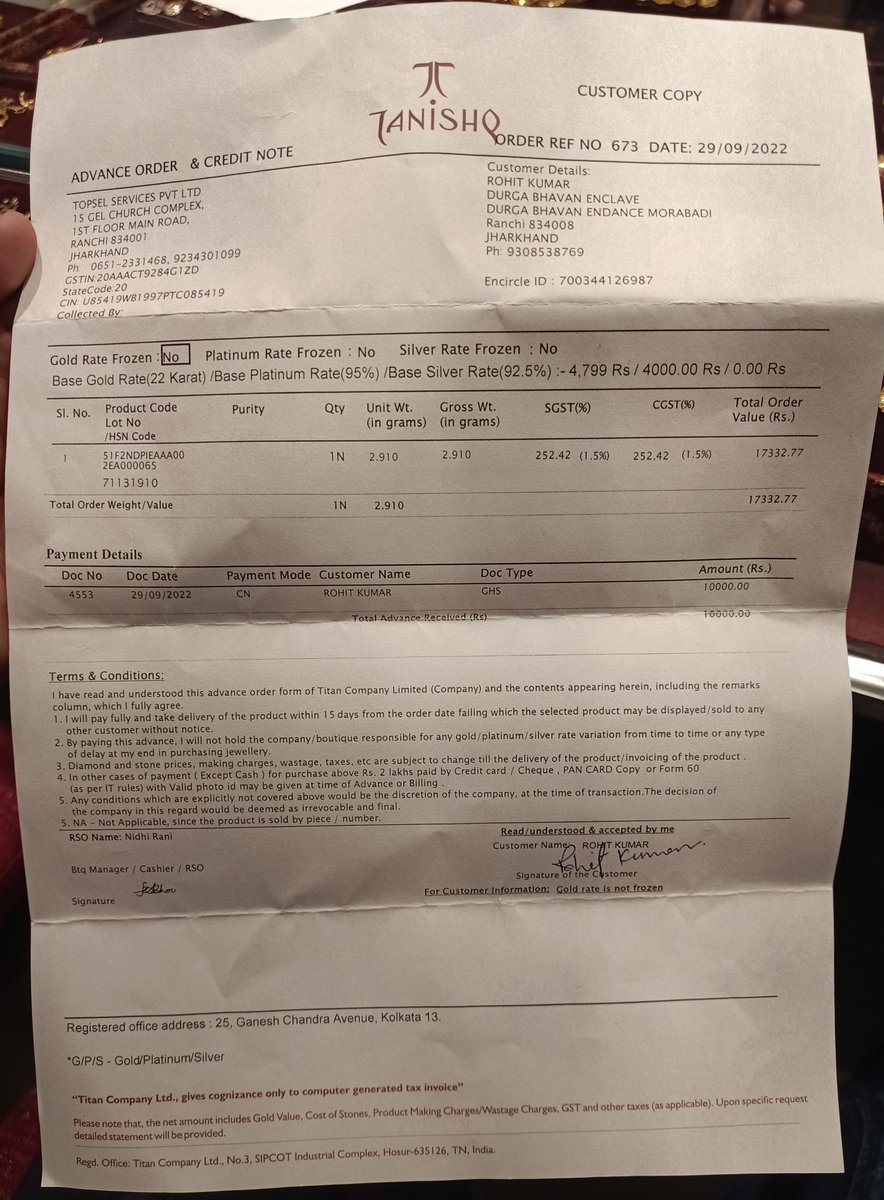 TANISHQ
CUSTOMER COPY
ADVANCE ORDER & CREDIT NOTE
ORDER REF NO 673 DATE: 29/09/2022
TOPSEL SERVICES PVT LTD
15 GEL CHURCH COMPLEX,
1ST FLOOR MAIN ROAD,
RANCHI 834001
JHARKHAND
Ph: 0651-2331468, 9234301099
GSTIN:20AAACT9284G1ZD
StateCode:20
CIN: U85419WB1997PTC085419
Collected By:
Customer Details:
ROHIT KUMAR
DURGA BHAVAN ENCLAVE
DURGA BHAVAN ENDANCE MORABADI
Ranchi 834008
JHARKHAND
Ph: 9308538769
Encircle ID : 700344126987
Gold Rate Frozen : No Platinum Rate Frozen : No Silver Rate Frozen : No
Base Gold Rate(22 Karat) /Base Platinum Rate(95%) /Base Silver Rate(92.5%) :- 4,799 Rs / 4000.00 Rs / 0.00 Rs
Sl. No. Product Code Purity Qty Unit Wt. Gross Wt. SGST(%) CGST(%) Total Order
Lot No (in grams) (in grams) Value (Rs.)
/HSN Code
1 51F2NDPIEAAA00 1N 2.910 2.910 252.42 (1.5%) 252.42 (1.5%) 17332.77
2EA000065
71131910
Total Order Weight/Value 1N 2.910 17332.77
Payment Details
Doc No Doc Date Payment Mode Customer Name Doc Type Amount (Rs.)
4553 29/09/2022 CN ROHIT KUMAR GHS 10000.00
Total Advance Received (Rs) 10000.00
Terms & Conditions:
I have read and understood this advance order form of Titan Company Limited (Company) and the contents appearing herein, including the remarks
column, which I fully agree.
1. I will pay fully and take delivery of the product within 15 days from the order date failing which the selected product may be displayed/sold to any
other customer without notice.
2. By paying this advance, I will not hold the company/boutique responsible for any gold/platinum/silver rate variation from time to time or any type
of delay at my end in purchasing jewellery.
3. Diamond and stone prices, making charges, wastage, taxes, etc are subject to change till the delivery of the product/invoicing of the product .
4. In other cases of payment ( Except Cash ) for purchase above Rs. 2 lakhs paid by Credit card / Cheque , PAN CARD Copy or Form 60
(as per IT rules) with Valid photo id may be given at time of Advance or Billing .
5. Any conditions which are explicitly not covered above would be the discretion of the company, at the time of transaction.The decision of
the company in this regard would be deemed as irrevocable and final.
5. NA - Not Applicable, since the product is sold by piece / number.
RSO Name: Nidhi Rani
Read/understood & accepted by me
Customer Name: ROHIT KUMAR
Rohit Kumar.
Btq Manager / Cashier / RSO
Signature of the Customer
Signature
For Customer Information: Gold rate is not frozen
Registered office address : 25, Ganesh Chandra Avenue, Kolkata 13.
*G/P/S - Gold/Platinum/Silver
"Titan Company Ltd., gives cognizance only to computer generated tax invoice"
Please note that, the net amount includes Gold Value, Cost of Stones, Product Making Charges/Wastage Charges, GST and other taxes (as applicable). Upon specific request
detailed statement will be provided.
Regd. Office: Titan Company Ltd., No.3, SIPCOT Industrial Complex, Hosur-635126, TN, India.